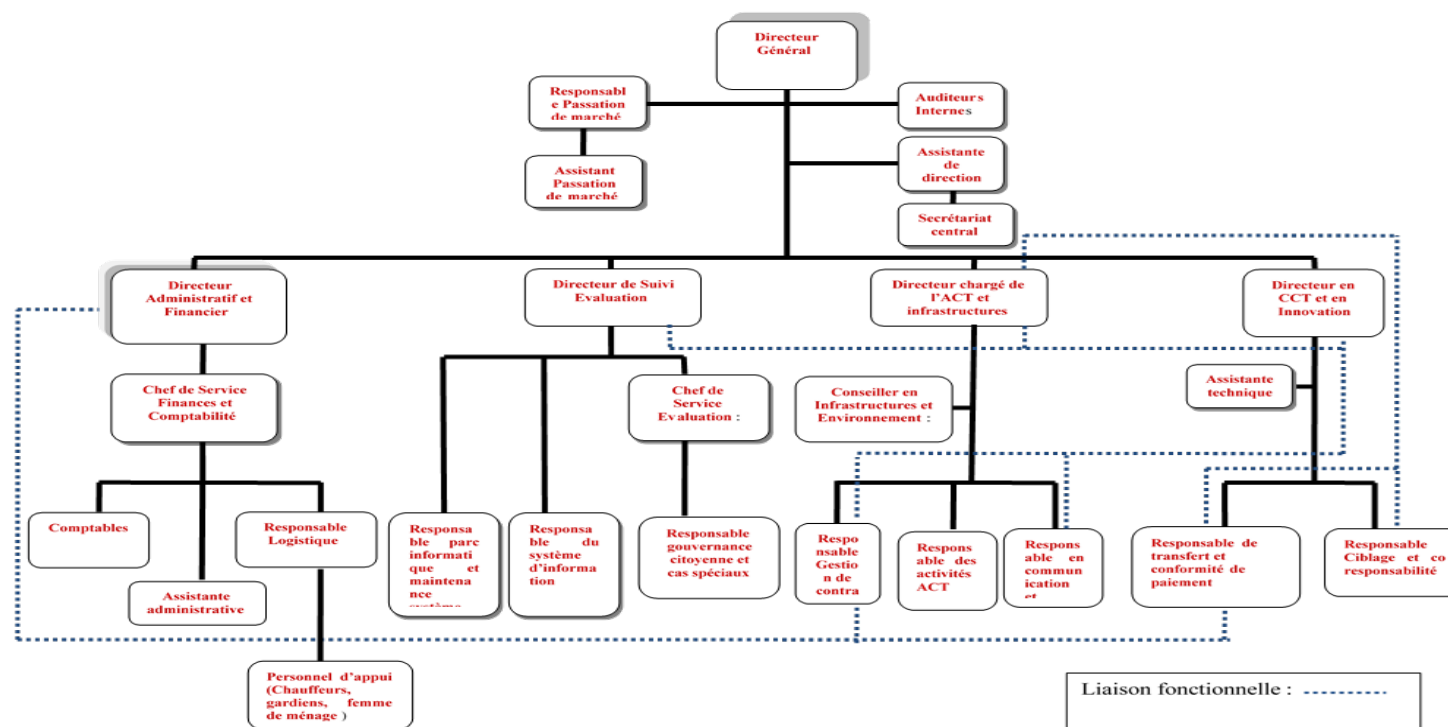 Directeur
Général
Responsabl
e Passation
de marché
Auditeurs
Internes
Assistant
Passation
de marché
Assistante
de
direction
Secrétariat
central
Directeur
Administratif et
Financier
Directeur de Suivi
Evaluation
Directeur chargé de
l’ACT et
infrastructures
Directeur en
CCT et en
Innovation
Chef de Service
Finances et
Comptabilité
Chef de
Service
Evaluation :
Conseiller en
Infrastructures et
Environnement :
Assistante
technique
Comptables
Responsable
Logistique
Assistante
administrative
Personnel d’appui
(Chauffeurs,
gardiens, femme
de ménage )
Responsa
ble parc
informati
que et
maintena
nce
système
Responsa
ble du
système
d’informa
tion
Responsable
gouvernance
citoyenne et
cas spéciaux
Respo
nsable
Gestio
n de
contra
Respons
able des
activités
ACT
Respons
able en
commun
ication
et
Responsable de
transfert et
conformité de
paiement
Responsable
Ciblage et co
responsabilité
Liaison fonctionnelle :